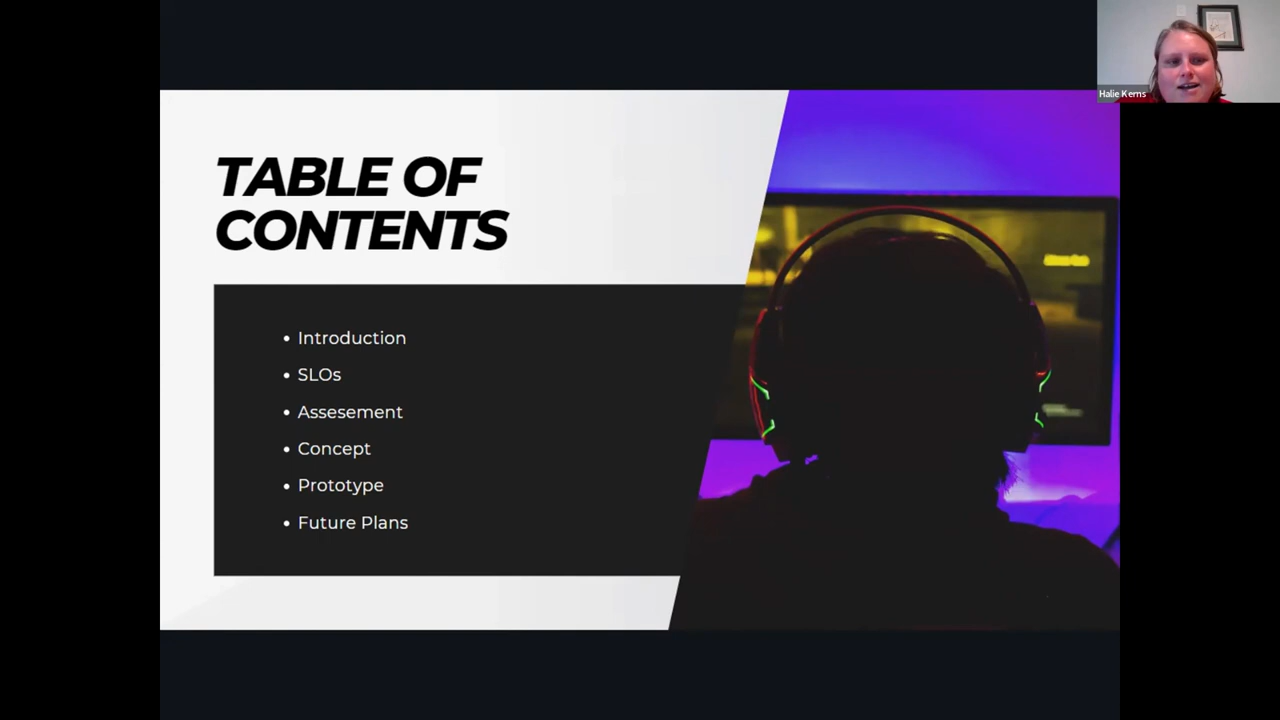 TABLE OF
CONTENTS
• Introduction
• SLOs
• Assesement
• Concept
• Prototype
• Future Plans
Halie Kerns